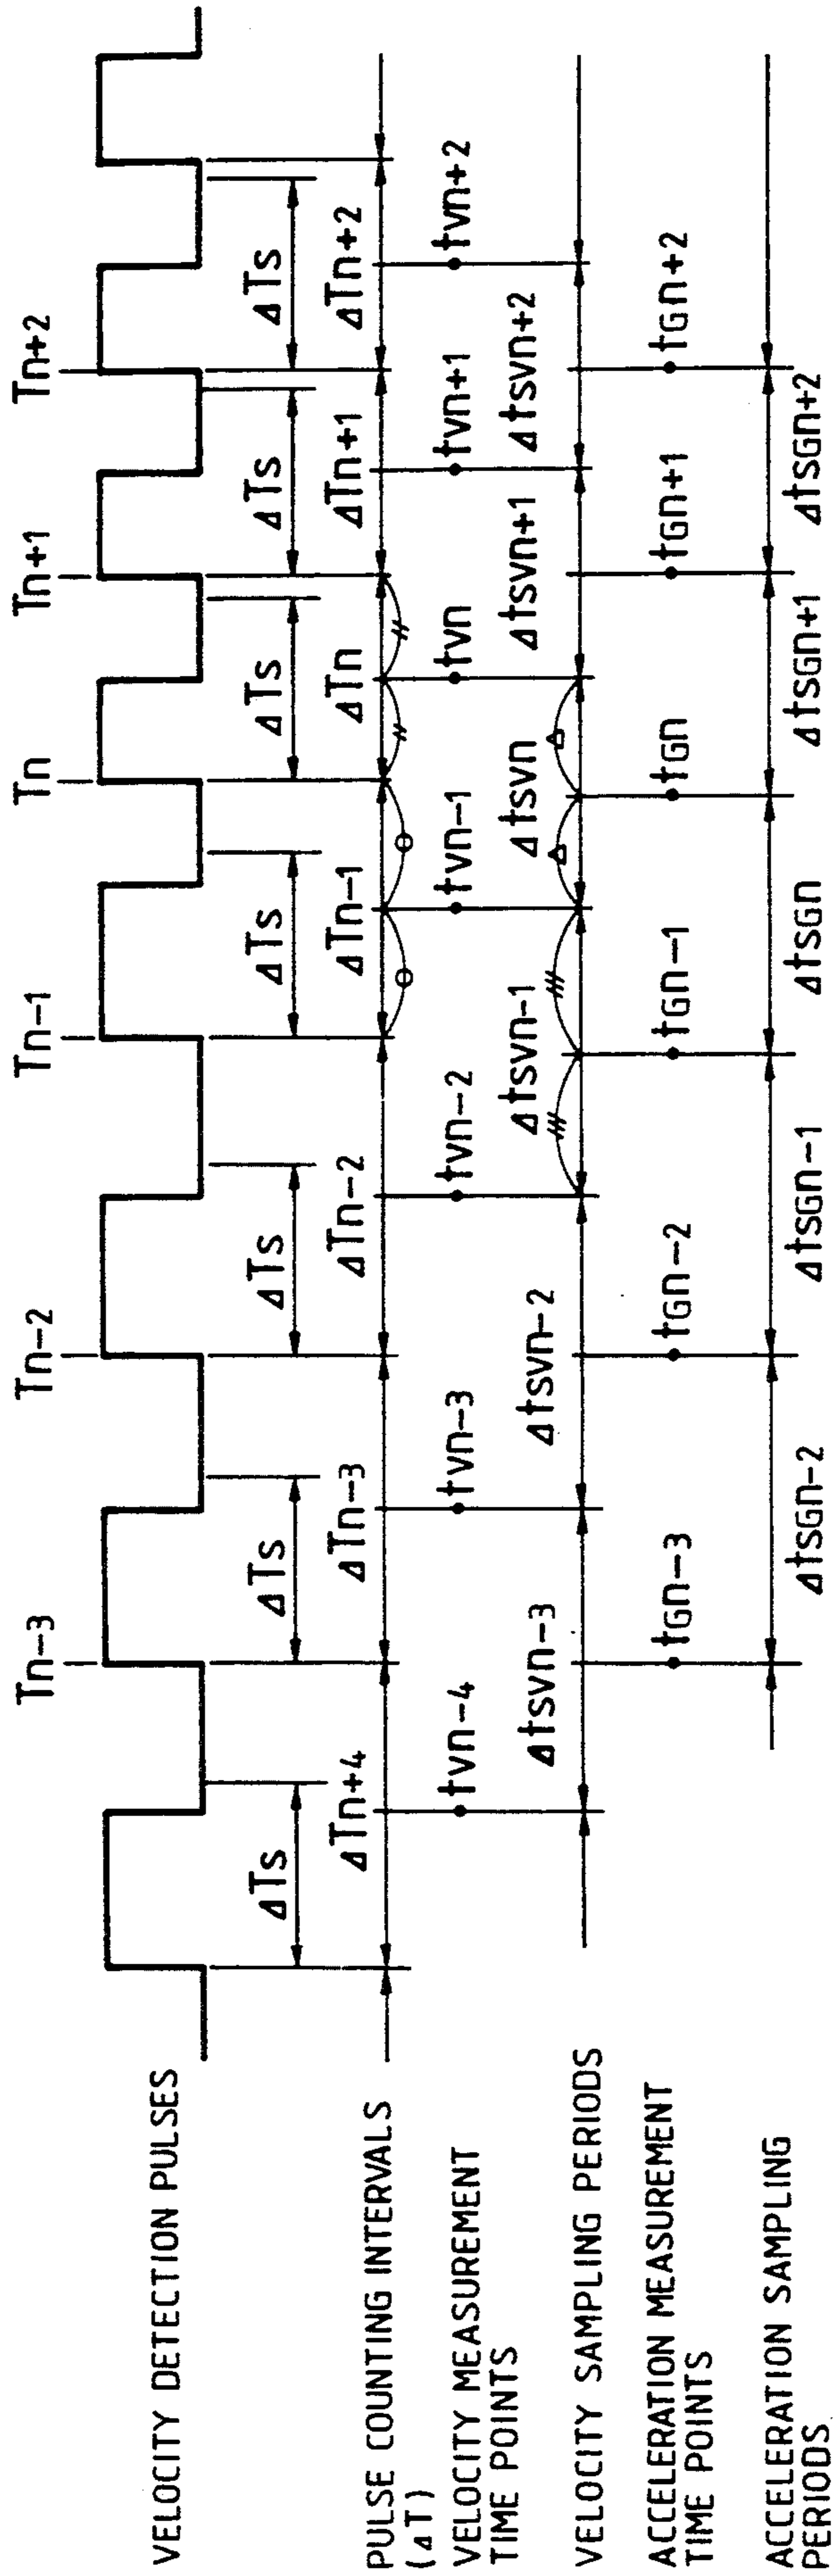 Tn-3
Tn-2
Tn-1
Tn
Tn+1
Tn+2
VELOCITY DETECTION PULSES
ΔTs
ΔTs
ΔTs
ΔTs
ΔTs
ΔTs
ΔTs
PULSE COUNTING INTERVALS
(ΔT)
ΔTn+4
ΔTn-3
ΔTn-2
ΔTn-1
ΔTn
ΔTn+1
ΔTn+2
VELOCITY MEASUREMENT
TIME POINTS
tvn-4
tvn-3
tvn-2
tvn-1
tvn
tvn+1
tvn+2
VELOCITY SAMPLING PERIODS
Δtsvn-3
Δtsvn-2
Δtsvn-1
Δtsvn
Δtsvn+1
Δtsvn+2
ACCELERATION MEASUREMENT
TIME POINTS
tGn-3
tGn-2
tGn-1
tGn
tGn+1
tGn+2
ACCELERATION SAMPLING
PERIODS
ΔtsGn-2
ΔtsGn-1
ΔtsGn
ΔtsGn+1
ΔtsGn+2